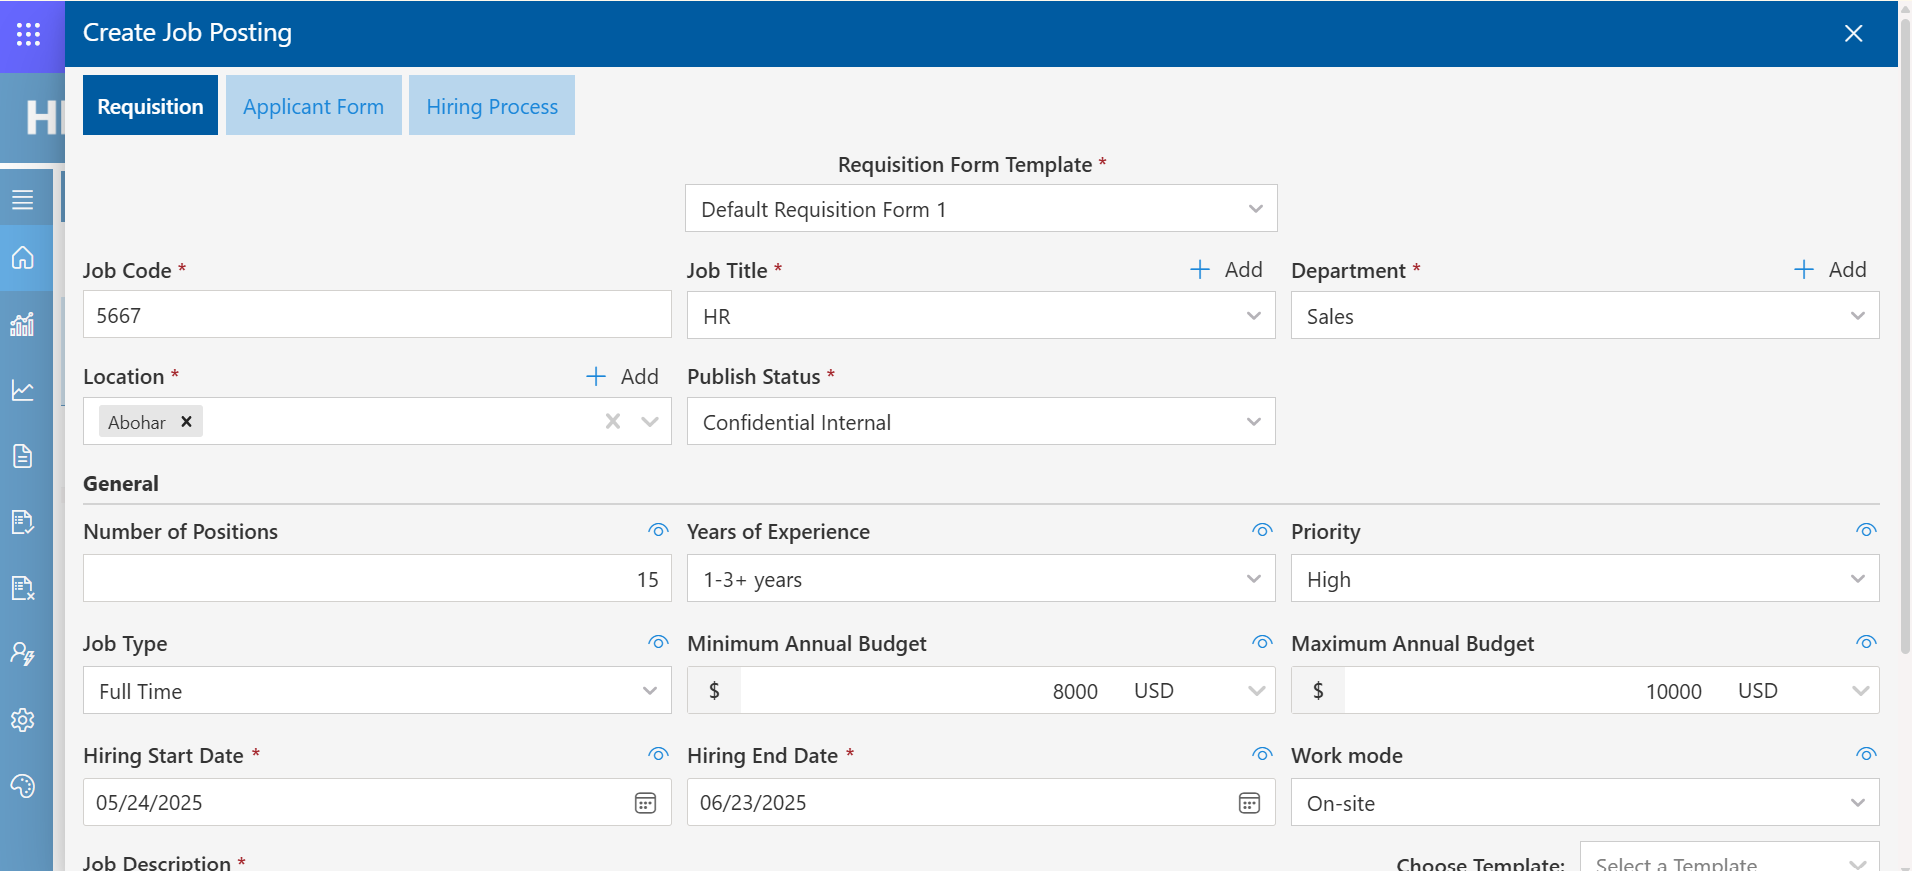 Create Job Posting
Requisition Applicant Form Hiring Process
Requisition Form Template *
Default Requisition Form 1
Job Code * Job Title * Add Department * Add
5667 HR Sales
Location * Add Publish Status *
Abohar Confidential Internal
General
Number of Positions Years of Experience Priority
15 1-3+ years High
Job Type Minimum Annual Budget Maximum Annual Budget
Full Time $ 8000 USD $ 10000 USD
Hiring Start Date * Hiring End Date * Work mode
05/24/2025 06/23/2025 On-site
Job Description * Choose Template: Select a Template